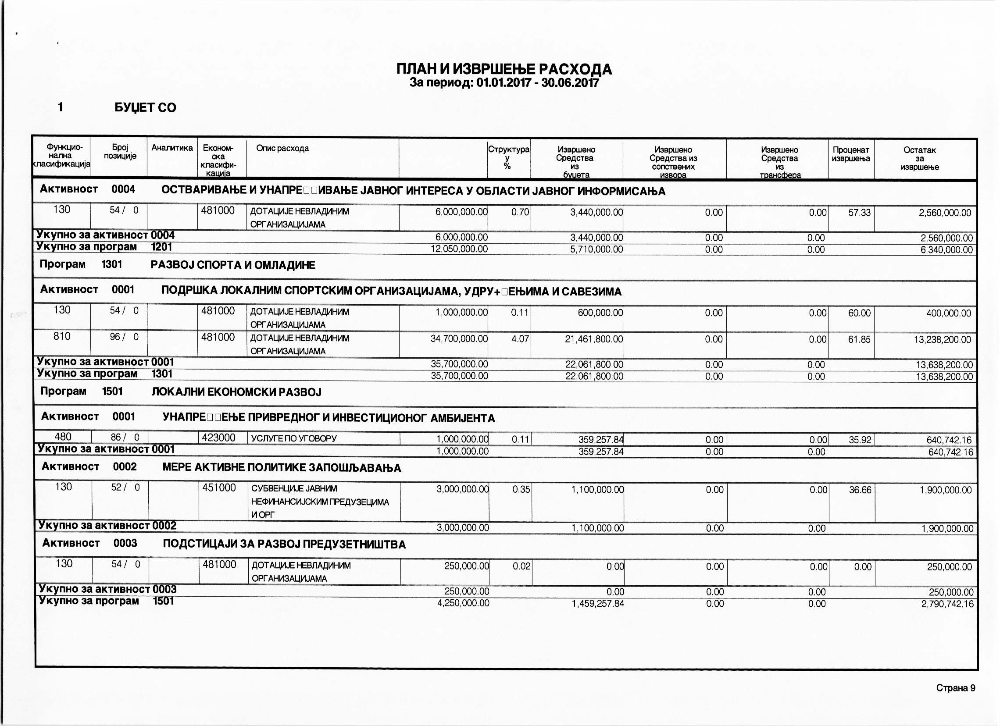 ПЛАН И ИЗВРШЕЊЕ РАСХОДА
За период: 01.01.2017 - 30.06.2017
1 БУЏЕТ СО
Функцио-нална класификација Број позиције Аналитика Економ-ска класифи-кација Опис расхода Структура у % Извршено Средства из буџета Извршено Средства из сопствених извора Извршено Средства из трансфера Проценат извршења Остатак за извршење
Активност 0004 ОСТВАРИВАЊЕ И УНАПРЕ□□ИВАЊЕ ЈАВНОГ ИНТЕРЕСА У ОБЛАСТИ ЈАВНОГ ИНФОРМИСАЊА
130 54 / 0 481000 ДОТАЦИЈЕ НЕВЛАДИНИМ 6,000,000.00 0.70 3,440,000.00 0.00 0.00 57.33 2,560,000.00
ОРГАНИЗАЦИЈАМА
Укупно за активност 0004 6,000,000.00 3,440,000.00 0.00 0.00 2,560,000.00
Укупно за програм 1201 12,050,000.00 5,710,000.00 0.00 0.00 6,340,000.00
Програм 1301 РАЗВОЈ СПОРТА И ОМЛАДИНЕ
Активност 0001 ПОДРШКА ЛОКАЛНИМ СПОРТСКИМ ОРГАНИЗАЦИЈАМА, УДРУ+□ЕЊИМА И САВЕЗИМА
130 54 / 0 481000 ДОТАЦИЈЕ НЕВЛАДИНИМ 1,000,000.00 0.11 600,000.00 0.00 0.00 60.00 400,000.00
ОРГАНИЗАЦИЈАМА
810 96 / 0 481000 ДОТАЦИЈЕ НЕВЛАДИНИМ 34,700,000.00 4.07 21,461,800.00 0.00 0.00 61.85 13,238,200.00
ОРГАНИЗАЦИЈАМА
Укупно за активност 0001 35,700,000.00 22,061,800.00 0.00 0.00 13,638,200.00
Укупно за програм 1301 35,700,000.00 22,061,800.00 0.00 0.00 13,638,200.00
Програм 1501 ЛОКАЛНИ ЕКОНОМСКИ РАЗВОЈ
Активност 0001 УНАПРЕ□□ЕЊЕ ПРИВРЕДНОГ И ИНВЕСТИЦИОНОГ АМБИЈЕНТА
480 86 / 0 423000 УСЛУГЕ ПО УГОВОРУ 1,000,000.00 0.11 359,257.84 0.00 0.00 35.92 640,742.16
Укупно за активност 0001 1,000,000.00 359,257.84 0.00 0.00 640,742.16
Активност 0002 МЕРЕ АКТИВНЕ ПОЛИТИКЕ ЗАПОШЉАВАЊА
130 52 / 0 451000 СУБВЕНЦИЈЕ ЈАВНИМ 3,000,000.00 0.35 1,100,000.00 0.00 0.00 36.66 1,900,000.00
НЕФИНАНСИЈСКИМ ПРЕДУЗЕЦИМА
И ОРГ
Укупно за активност 0002 3,000,000.00 1,100,000.00 0.00 0.00 1,900,000.00
Активност 0003 ПОДСТИЦАЈИ ЗА РАЗВОЈ ПРЕДУЗЕТНИШТВА
130 54 / 0 481000 ДОТАЦИЈЕ НЕВЛАДИНИМ 250,000.00 0.02 0.00 0.00 0.00 0.00 250,000.00
ОРГАНИЗАЦИЈАМА
Укупно за активност 0003 250,000.00 0.00 0.00 0.00 250,000.00
Укупно за програм 1501 4,250,000.00 1,459,257.84 0.00 0.00 2,790,742.16
Страна 9